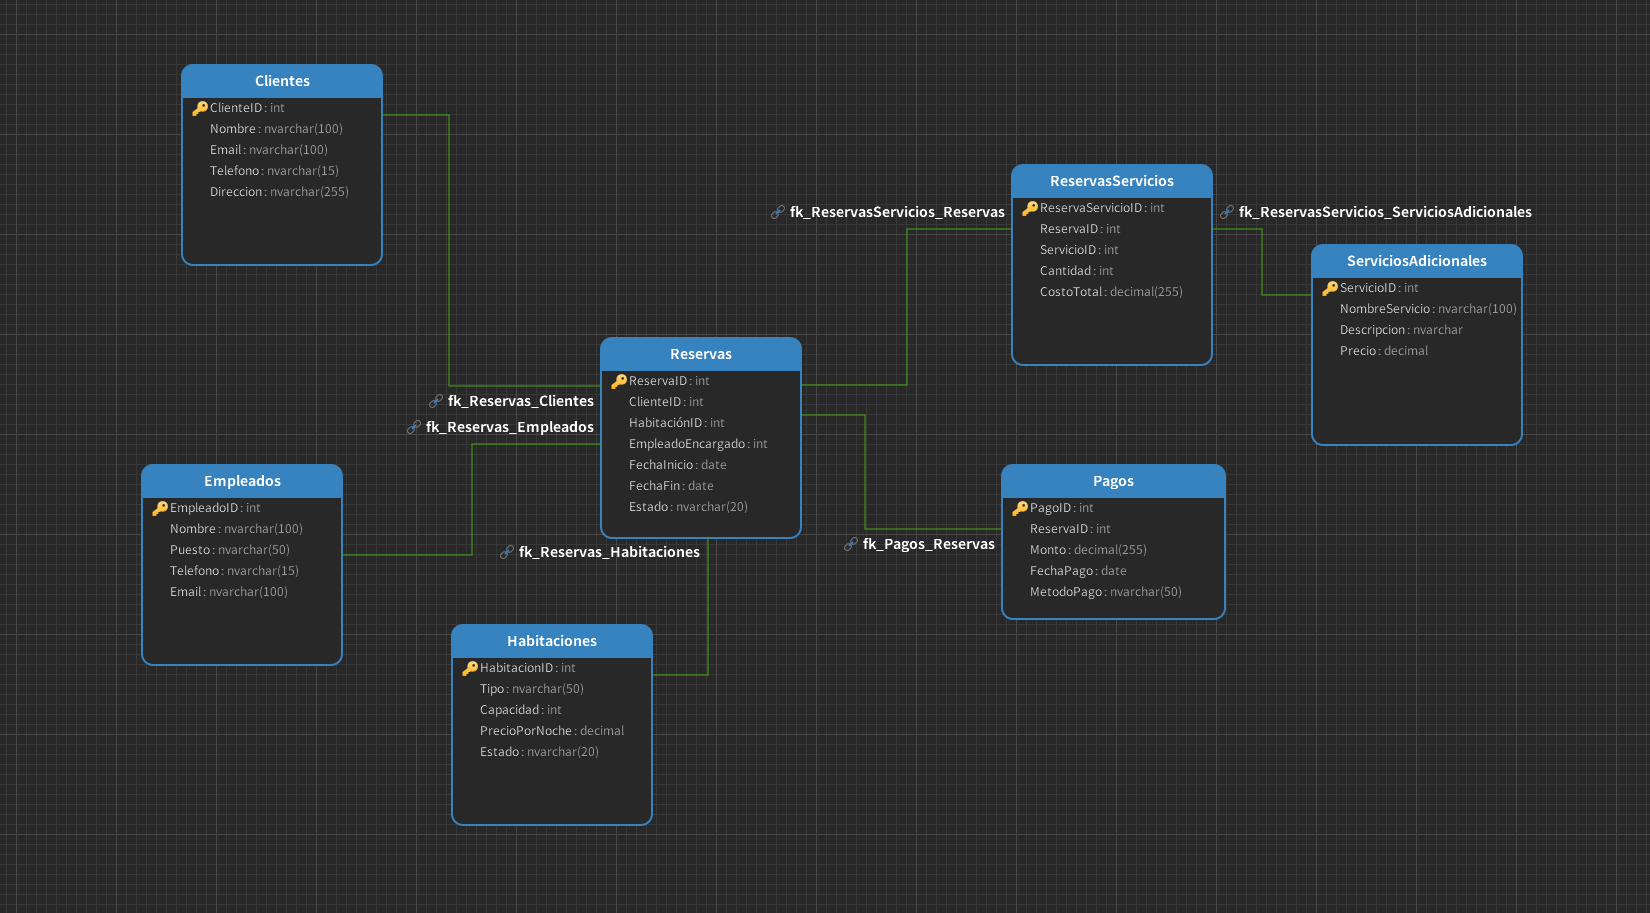 Clientes
ClienteID: int
Nombre: nvarchar(100)
Email: nvarchar(100)
Telefono: nvarchar(15)
Direccion: nvarchar(255)
ReservasServicios
ReservaServicioID: int
ReservaID: int
ServicioID: int
Cantidad: int
CostoTotal: decimal(255)
fk_ReservasServicios_Reservas
fk_ReservasServicios_ServiciosAdicionales
ServiciosAdicionales
ServicioID: int
NombreServicio: nvarchar(100)
Descripcion: nvarchar
Precio: decimal
Reservas
ReservaID: int
ClienteID: int
HabitaciónID: int
EmpleadoEncargado: int
FechaInicio: date
FechaFin: date
Estado: nvarchar(20)
fk_Reservas_Clientes
fk_Reservas_Empleados
Empleados
EmpleadoID: int
Nombre: nvarchar(100)
Puesto: nvarchar(50)
Telefono: nvarchar(15)
Email: nvarchar(100)
fk_Reservas_Habitaciones
fk_Pagos_Reservas
Pagos
PagoID: int
ReservaID: int
Monto: decimal(255)
FechaPago: date
MetodoPago: nvarchar(50)
Habitaciones
HabitacionID: int
Tipo: nvarchar(50)
Capacidad: int
PrecioPorNoche: decimal
Estado: nvarchar(20)